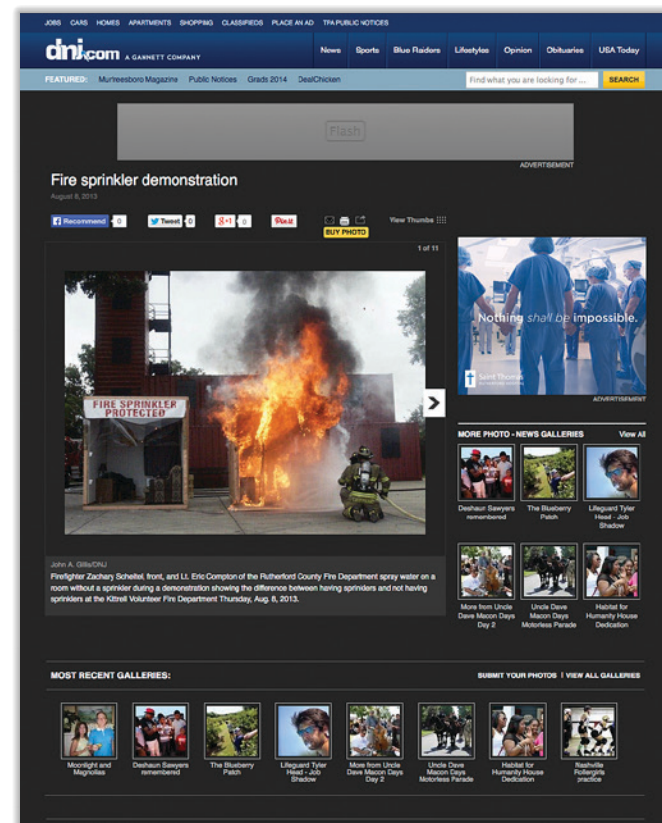 JOBS CARS HOMES APARTMENTS SHOPPING CLASSIFIEDS PLACE AN AD TPA PUBLIC NOTICES
dnj.com A GANNETT COMPANY
News Sports Blue Raiders Lifestyles Opinion Obituaries USA Today
FEATURED: Murfreesboro Magazine Public Notices Grads 2014 DealChicken
Find what you are looking for ... SEARCH
Flash
ADVERTISEMENT
Fire sprinkler demonstration
August 8, 2013
Recommend 0 Tweet 0 g+1 0 Pin it View Thumbs
BUY PHOTO
1 of 11
FIRE SPRINKLER
PROTECTED
John A. Gillis/DNJ
Firefighter Zachary Scheitel, front, and Lt. Eric Compton of the Rutherford County Fire Department spray water on a
room without a sprinkler during a demonstration showing the difference between having sprinklers and not having
sprinklers at the Kittrell Volunteer Fire Department Thursday, Aug. 8, 2013.
Nothing shall be impossible.
Saint Thomas
ADVERTISEMENT
MORE PHOTO - NEWS GALLERIES View All
Deshaun Sawyers
remembered
The Blueberry
Patch
Lifeguard Tyler
Head - Job
Shadow
More from Uncle
Dave Macon Days
Day 2
Uncle Dave
Macon Days
Motorless Parade
Habitat for
Humanity House
Dedication
MOST RECENT GALLERIES:
SUBMIT YOUR PHOTOS | VIEW ALL GALLERIES
Moonlight and
Magnolias
Deshaun Sawyers
remembered
The Blueberry
Patch
Lifeguard Tyler
Head - Job
Shadow
More from Uncle
Dave Macon Days
Day 2
Uncle Dave
Macon Days
Motorless Parade
Habitat for
Humanity House
Dedication
Nashville
Rollergirls
practice